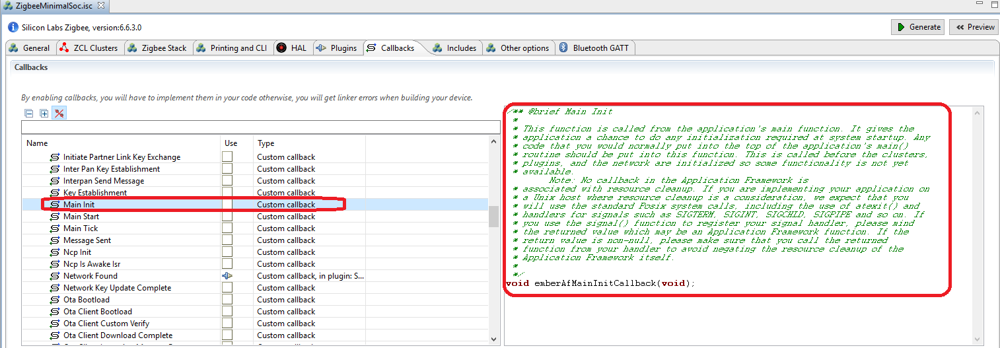 ZigbeeMinimalSoc.isc
Silicon Labs Zigbee, version:6.6.3.0
Generate
Preview
General
ZCL Clusters
Zigbee Stack
Printing and CLI
HAL
Plugins
Callbacks
Includes
Other options
Bluetooth GATT
Callbacks
By enabling callbacks, you will have to implement them in your code otherwise, you will get linker errors when building your device.
Name Use Type
Initiate Partner Link Key Exchange Custom callback
Inter Pan Key Establishment Custom callback
Interpan Send Message Custom callback
Key Establishment Custom callback
Main Init Custom callback
Main Start Custom callback
Main Tick Custom callback
Message Sent Custom callback
Ncp Init Custom callback
Ncp Is Awake Isr Custom callback
Network Found Custom callback, in plugin: S...
Network Key Update Complete Custom callback
Ota Bootload Custom callback
Ota Client Bootload Custom callback
Ota Client Custom Verify Custom callback
Ota Client Download Complete Custom callback
/** @brief Main Init
*
* This function is called from the application's main function. It gives the
* application a chance to do any initialization required at system startup. Any
* code that you would normally put into the top of the application's main()
* routine should be put into this function. This is called before the clusters,
* plugins, and the network are initialized so some functionality is not yet
* available.
Note: No callback in the Application Framework is
* associated with resource cleanup. If you are implementing your application on
* a Unix host where resource cleanup is a consideration, we expect that you
* will use the standard Posix system calls, including the use of atexit() and
* handlers for signals such as SIGTERM, SIGINT, SIGCHLD, SIGPIPE and so on. If
* you use the signal() function to register your signal handler, please mind
* the returned value which may be an Application Framework function. If the
* return value is non-null, please make sure that you call the returned
* function from your handler to avoid negating the resource cleanup of the
* Application Framework itself.
*
*/
void emberAfMainInitCallback(void);